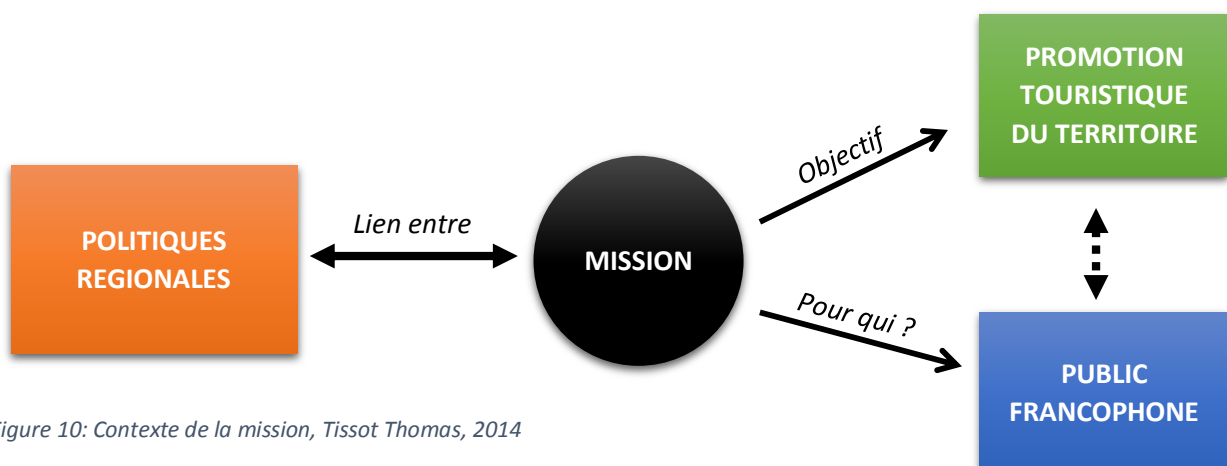 PROMOTION
TOURISTIQUE
DU TERRITOIRE
Objectif
Lien entre
POLITIQUES
REGIONALES
MISSION
Pour qui ?
PUBLIC
FRANCOPHONE
igure 10: Contexte de la mission, Tissot Thomas, 2014